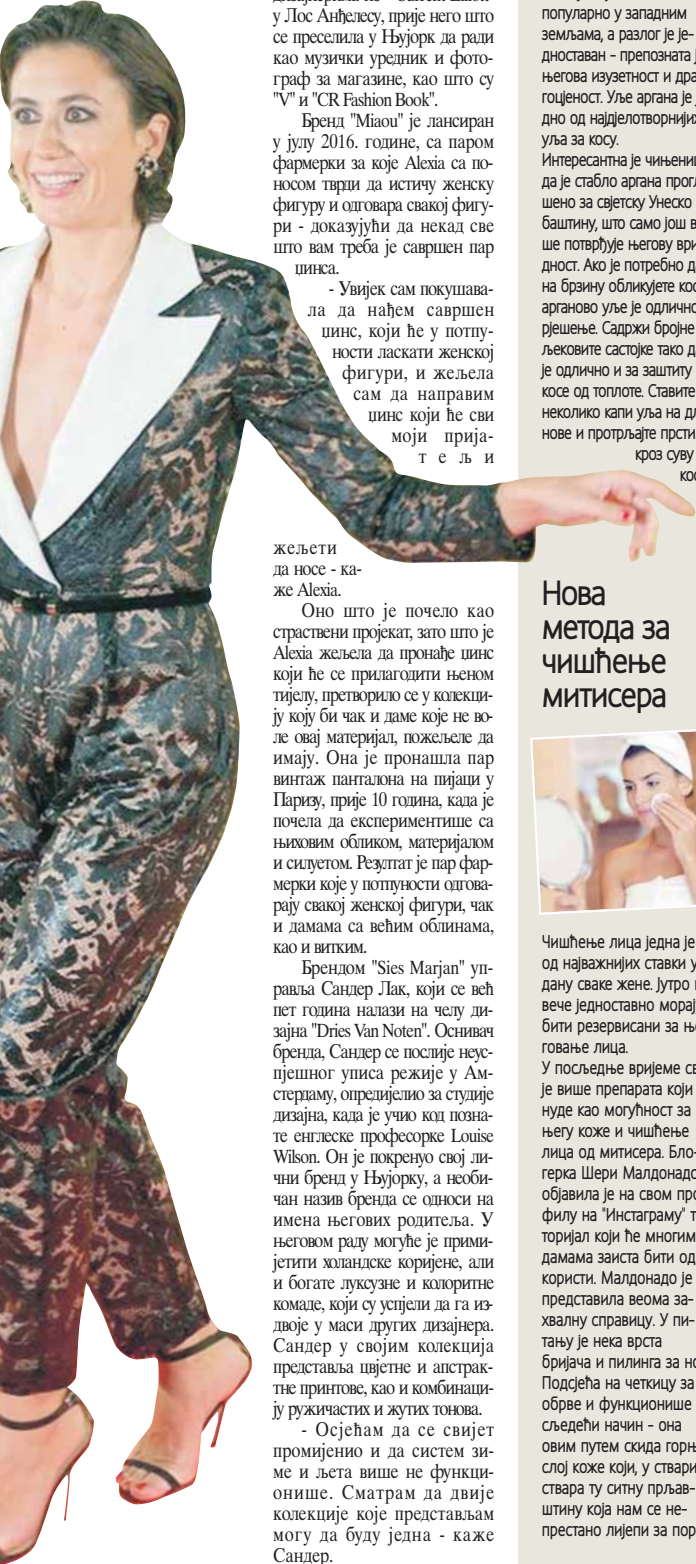 у Лос Анђелесу, прије него што
се преселила у Њујорк да ради
као музички уредник и фото-
граф за магазине, као што су
"V" и "CR Fashion Book".
Бренд "Miaou" је лансиран
у јулу 2016. године, са паром
фармерки за које Alexia са по-
носом тврди да истичу женску
фигуру и одговара свакој фигу-
ри - доказујући да некад све
што вам треба је савршен пар
џинса.
- Увијек сам покушава-
ла да нађем савршен
џинс, који ће у потпу-
ности ласкати женској
фигури, и жељела
сам да направим
џинс који ће сви
моји прија-
тељи
жељети
да носе - ка-
же Alexia.
Оно што је почело као
страствени пројекат, зато што је
Alexia жељела да пронађе џинс
који ће се прилагодити њеном
тијелу, претворило се у колекци-
ју коју би чак и даме које не во-
ле овај материјал, пожељеле да
имају. Она је пронашла пар
винтаж панталона на пијаци у
Паризу, прије 10 година, када је
почела да експериментише са
њиховим обликом, материјалом
и силуетом. Резултат је пар фар-
мерки које у потпуности одгова-
рају свакој женској фигури, чак
и дамама са већим облинама,
као и витким.
Брендом "Sies Marjan" уп-
равља Сандер Лак, који се већ
пет година налази на челу ди-
зајна "Dries Van Noten". Оснивач
бренда, Сандер се послије неус-
пјешног уписа режије у Ам-
стердаму, опредијелио за студије
дизајна, када је учио код позна-
те енглеске професорке Louise
Wilson. Он је покренуо свој ли-
чни бренд у Њујорку, а необи-
чан назив бренда се односи на
имена његових родитеља. У
његовом раду могуће је прими-
јетити холандске коријене, али
и богате луксузне и колоритне
комаде, који су успјели да га из-
двоје у маси других дизајнера.
Сандер у својим колекција
представља цвјетне и апстрак-
тне принтове, као и комбинаци-
ју ружичастих и жутих тонова.
- Осјећам да се свијет
промијенио и да систем зи-
ме и љета више не функци-
онише. Сматрам да двије
колекције које представљам
могу да буду једна - каже
Сандер.
популарно у западним
земљама, а разлог је је-
дноставан - препозната
његова изузетност и дра
гоцјеност. Уље аргана је
дно од најдјелотворнијих
уља за косу.
Интересантна је чињениц
да је стабло аргана прогл
шено за свјетску Унеско
баштину, што само још в
ше потврђује његову ври
дност. Ако је потребно д
на брзину обликујете кос
арганово уље је одлично
рјешење. Садржи бројне
љековите састојке тако д
је одлично и за заштиту
косе од топлоте. Ставите
неколико капи уља на дл
нове и протрљајте прсти
кроз суву
кос
Нова
метода за
чишћење
митисера
Чишћење лица једна је
од најважнијих ставки у
дану сваке жене. Јутро и
вече једноставно морај
бити резервисани за ње
говање лица.
У посљедње вријеме св
је више препарата који
нуде као могућност за
његу коже и чишћење
лица од митисера. Бло-
герка Шери Малдонадо
објавила је на свом про
филу на "Инстаграму" т
торијал који ће многим
дамама заиста бити од
користи. Малдонадо је
представила веома за-
хвалну справицу. У пи-
тању је нека врста
бријача и пилинга за но
Подсјећа на четкицу за
обрве и функционише
сљедећи начин - она
овим путем скида горњ
слој коже који, у ствари
ствара ту ситну прљав-
штину која нам се не-
престано лијепи за пор